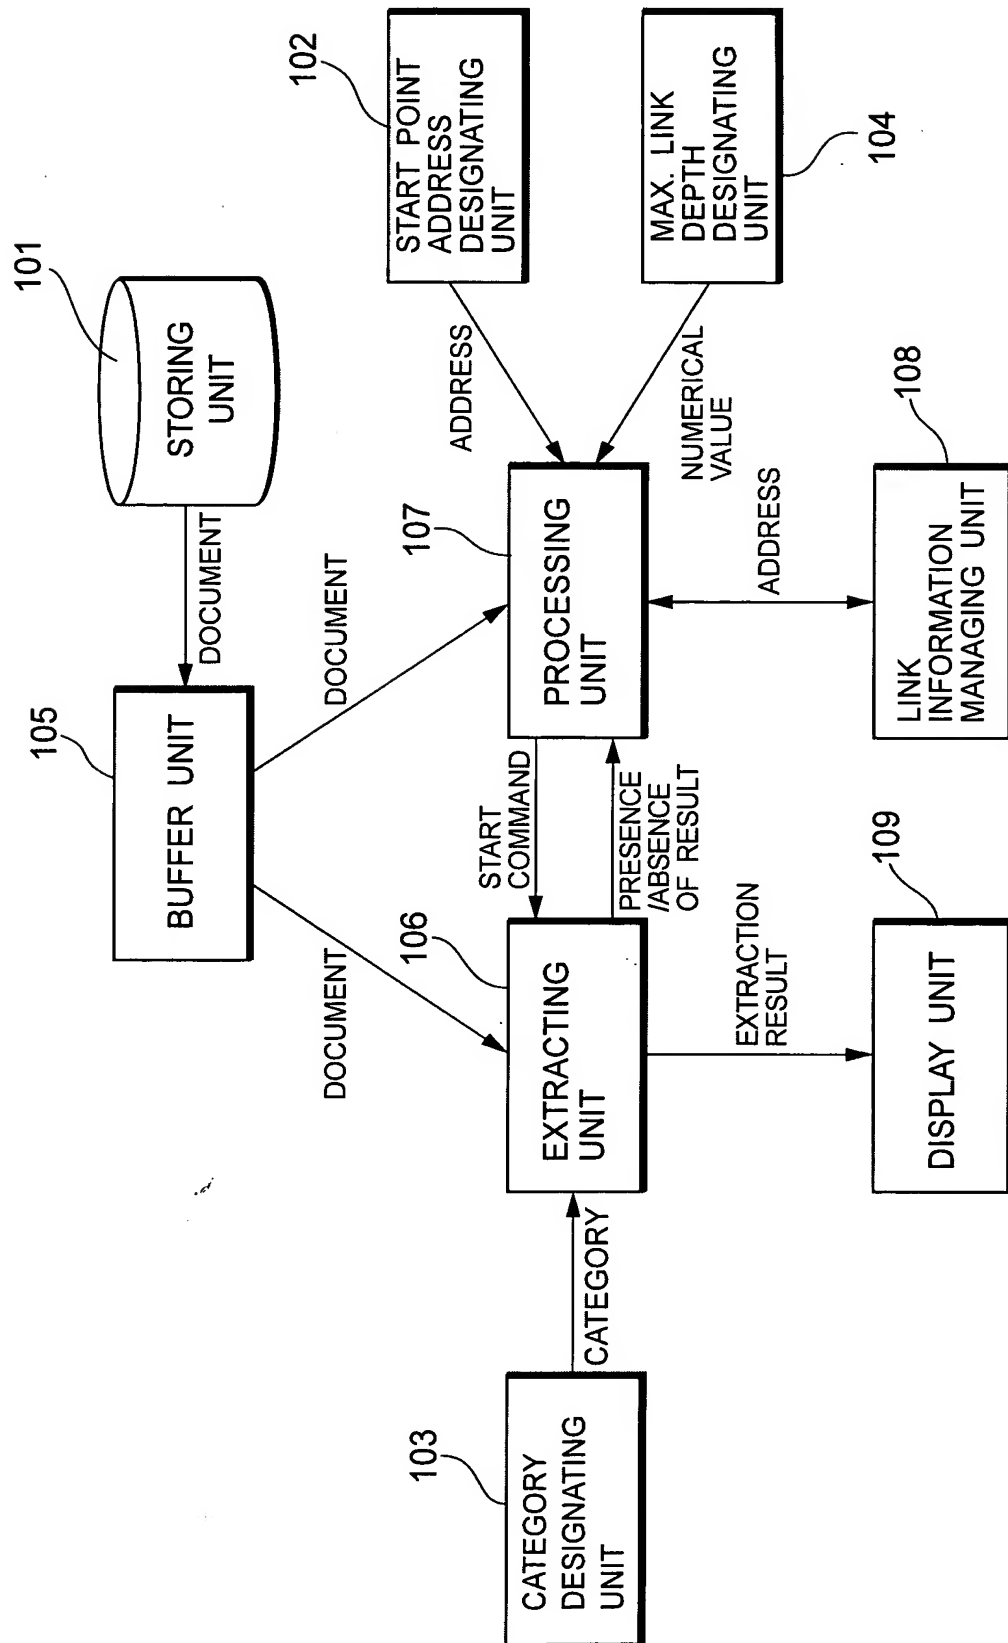 101
STORING
UNIT
DOCUMENT
105
BUFFER UNIT
DOCUMENT
DOCUMENT
102
START POINT
ADDRESS
DESIGNATING
UNIT
ADDRESS
103
CATEGORY
DESIGNATING
UNIT
CATEGORY
106
EXTRACTING
UNIT
START
COMMAND
PRESENCE
/ABSENCE
OF RESULT
107
PROCESSING
UNIT
NUMERICAL
VALUE
MAX. LINK
DEPTH
DESIGNATING
UNIT
104
EXTRACTION
RESULT
109
DISPLAY UNIT
ADDRESS
108
LINK
INFORMATION
MANAGING UNIT